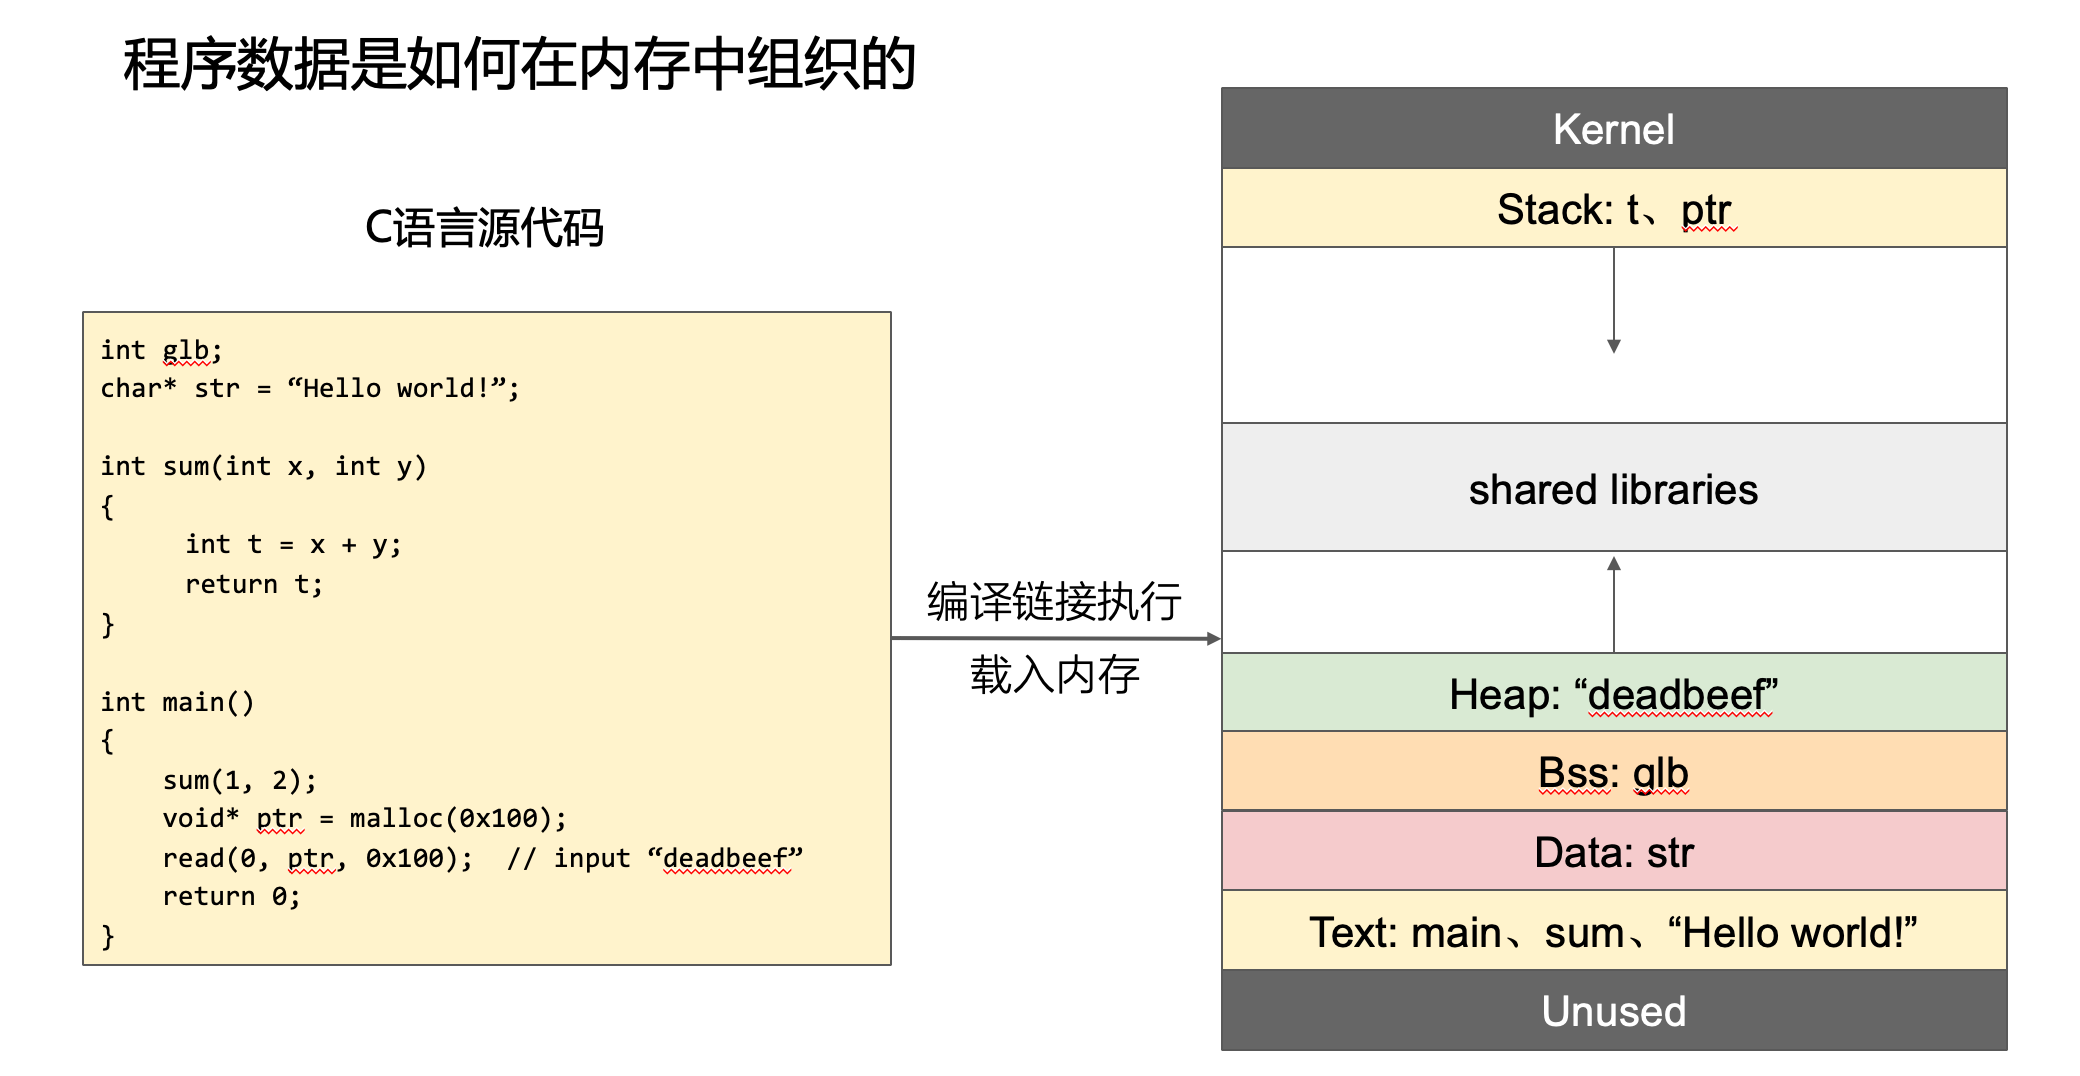 程序数据是如何在内存中组织的
C语言源代码
int glb;
char* str = “Hello world!”;
int sum(int x, int y)
{
int t = x + y;
return t;
}
int main()
{
sum(1, 2);
void* ptr = malloc(0x100);
read(0, ptr, 0x100);  // input “deadbeef”
return 0;
}
编译链接执行
载入内存
Kernel
Stack: t、ptr
shared libraries
Heap: “deadbeef”
Bss: glb
Data: str
Text: main、sum、“Hello world!”
Unused